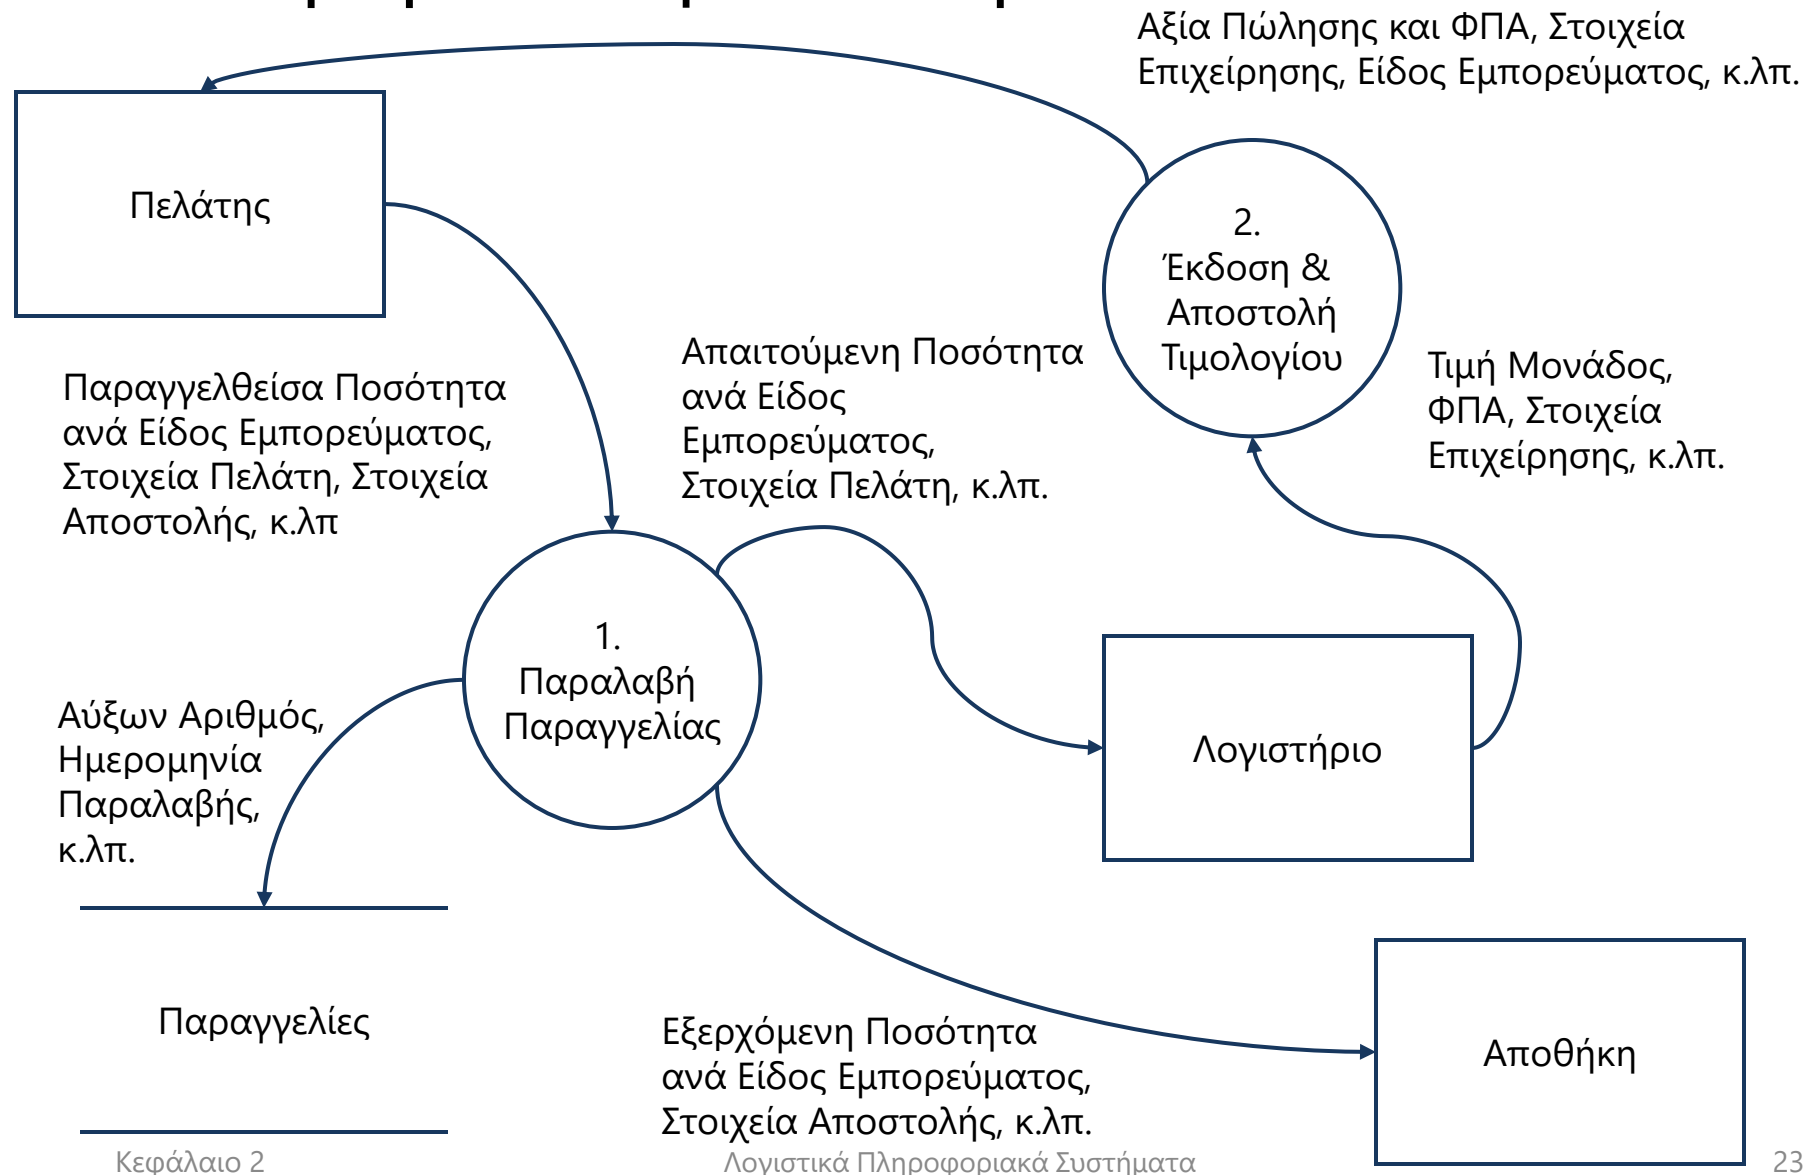 Αξία Πώλησης και ΦΠΑ, Στοιχεία
Επιχείρησης, Είδος Εμπορεύματος, κ.λπ.
Πελάτης
2.
Έκδοση &
Αποστολή
Τιμολογίου
Παραγγελθείσα Ποσότητα
ανά Είδος Εμπορεύματος,
Στοιχεία Πελάτη, Στοιχεία
Αποστολής, κ.λπ
Απαιτούμενη Ποσότητα
ανά Είδος
Εμπορεύματος,
Στοιχεία Πελάτη, κ.λπ.
Τιμή Μονάδος,
ΦΠΑ, Στοιχεία
Επιχείρησης, κ.λπ.
1.
Παραλαβή
Παραγγελίας
Αύξων Αριθμός,
Ημερομηνία
Παραλαβής,
κ.λπ.
Λογιστήριο
Παραγγελίες
Εξερχόμενη Ποσότητα
ανά Είδος Εμπορεύματος,
Στοιχεία Αποστολής, κ.λπ.
Αποθήκη
Κεφάλαιο 2
Λογιστικά Πληροφοριακά Συστήματα
23